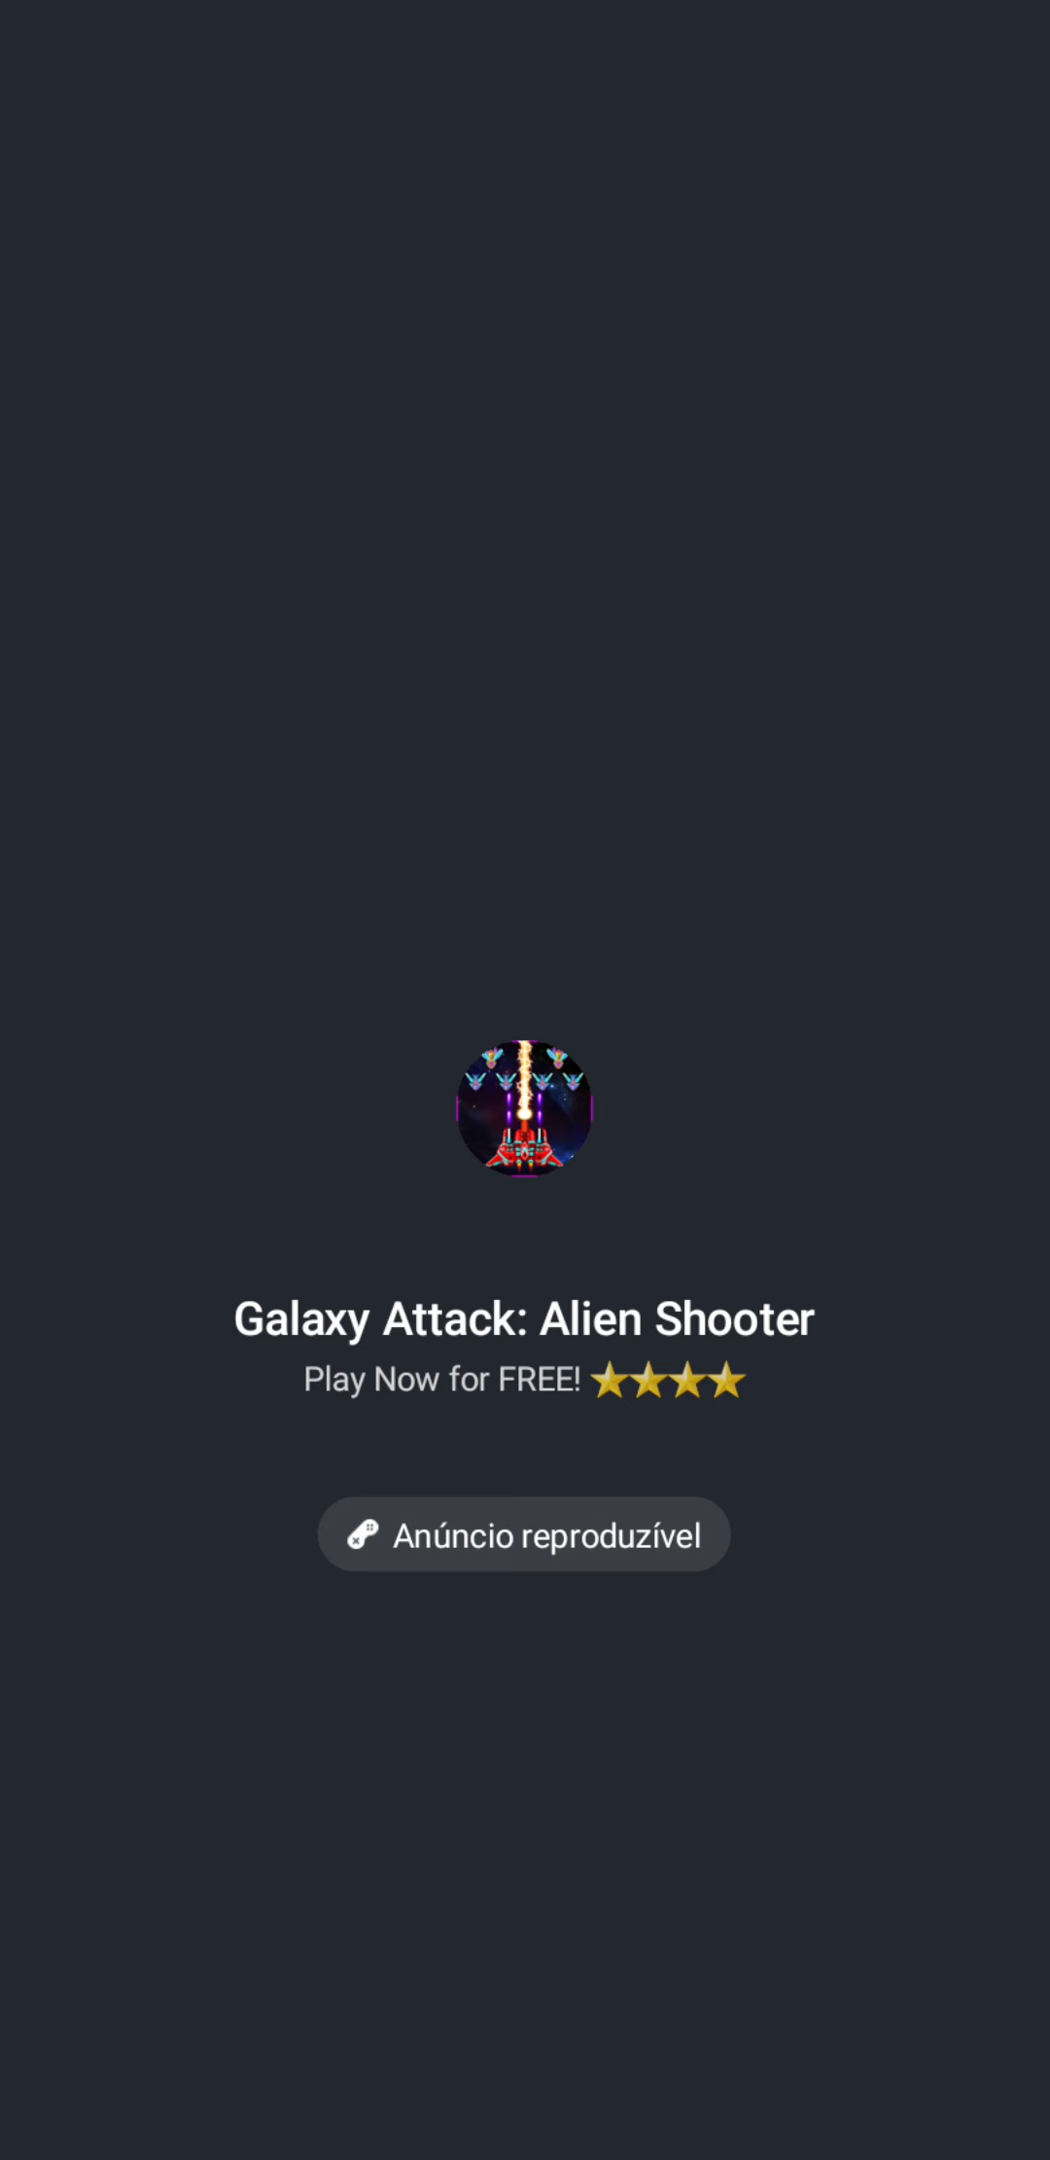 Galaxy Attack: Alien Shooter
Play Now for FREE! ⭐⭐⭐⭐
Anúncio reproduzível